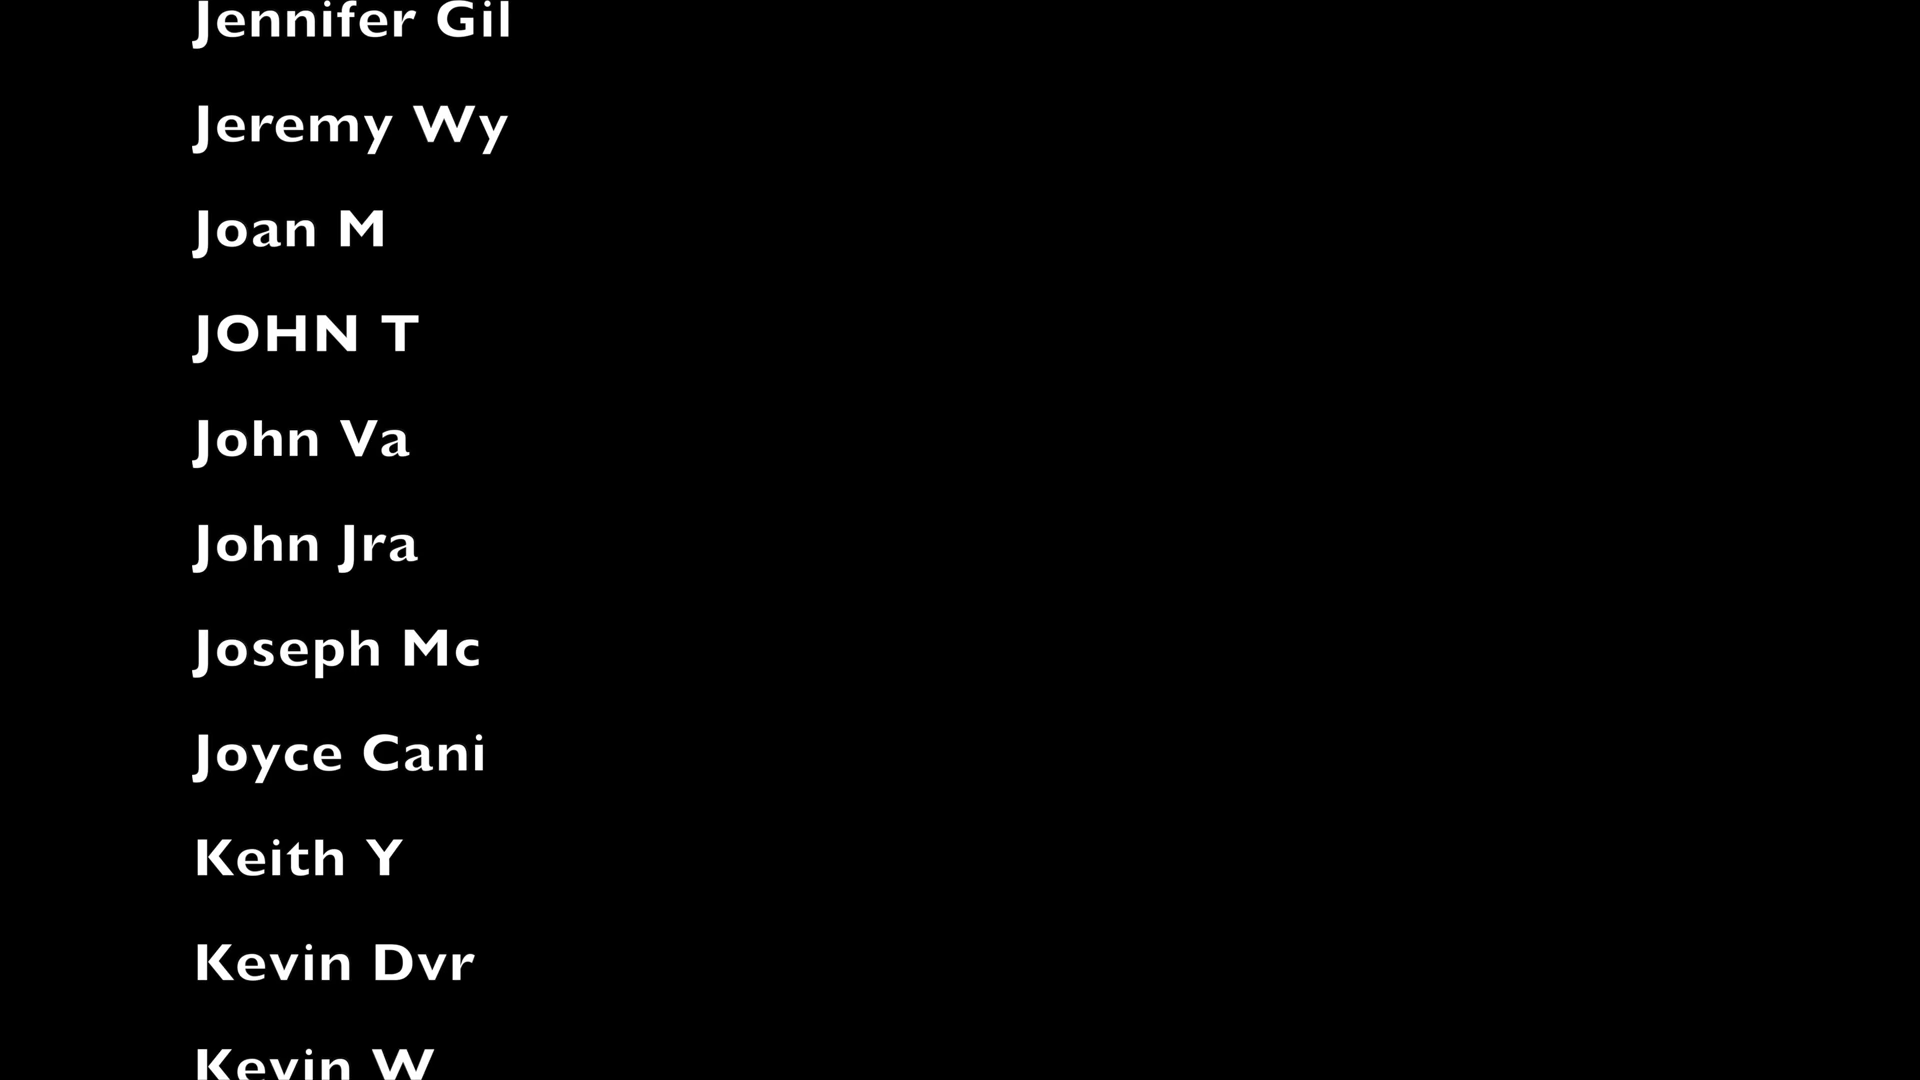 Jennifer Gil
Jeremy Wy
Joan M
JOHN T
John Va
John Jra
Joseph Mc
Joyce Cani
Keith Y
Kevin Dvr
Kevin W